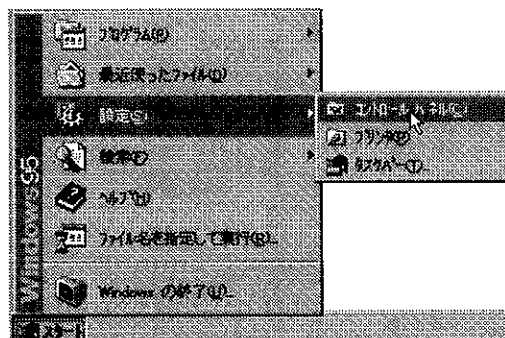 Windows95
プログラム(P)
最近使ったファイル(D)
設定(S)
検索(F)
ヘルプ(H)
ファイル名を指定して実行(R)...
Windows の終了(U)...
コントロール パネル(C)
プリンタ(P)
タスクバー(T)...
スタート